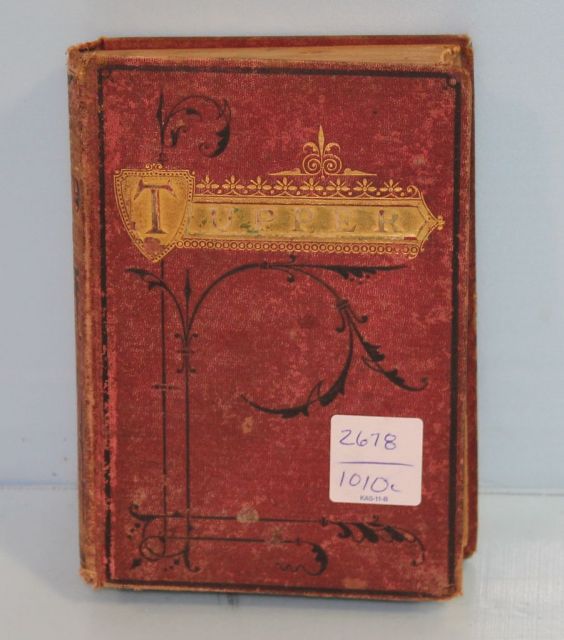 TUPPER
2678
1010c
KAS-11-B